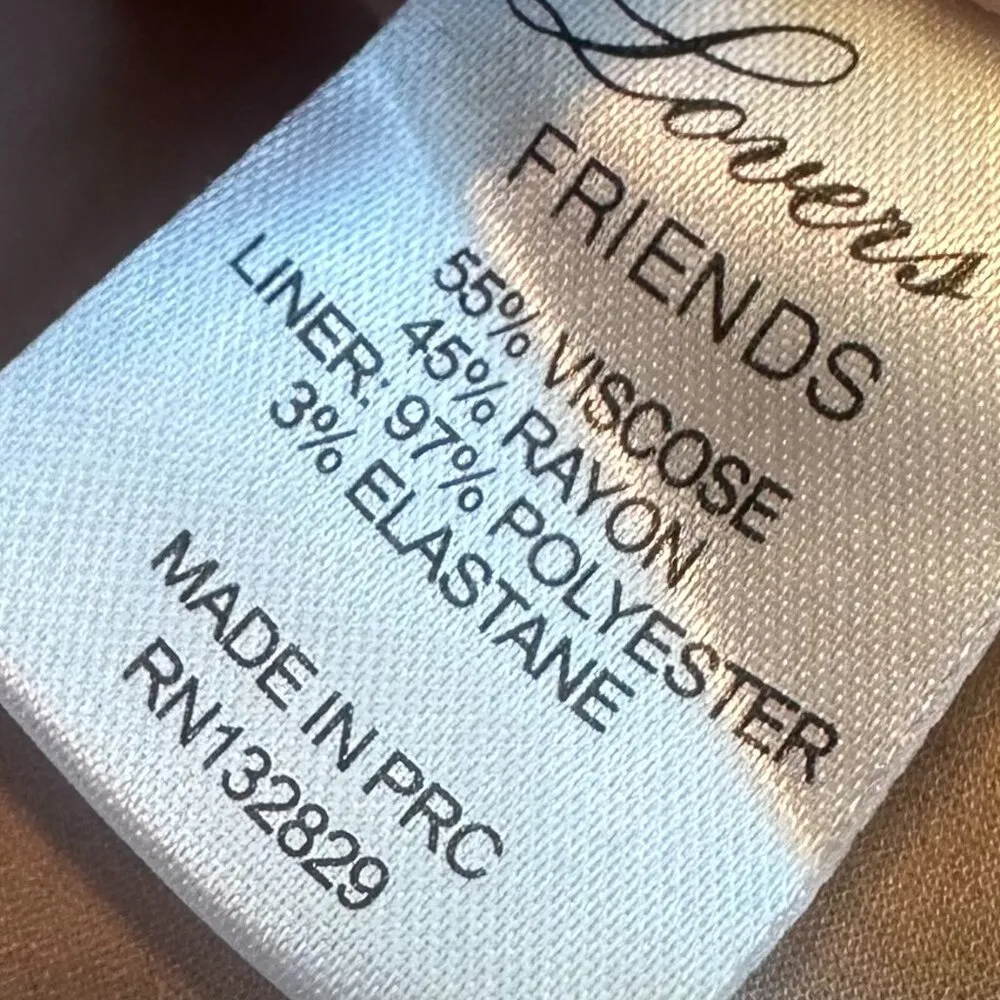 Lovers
FRIENDS
55% VISCOSE
45% RAYON
LINER: 97% POLYESTER
3% ELASTANE
MADE IN PRC
RN132829